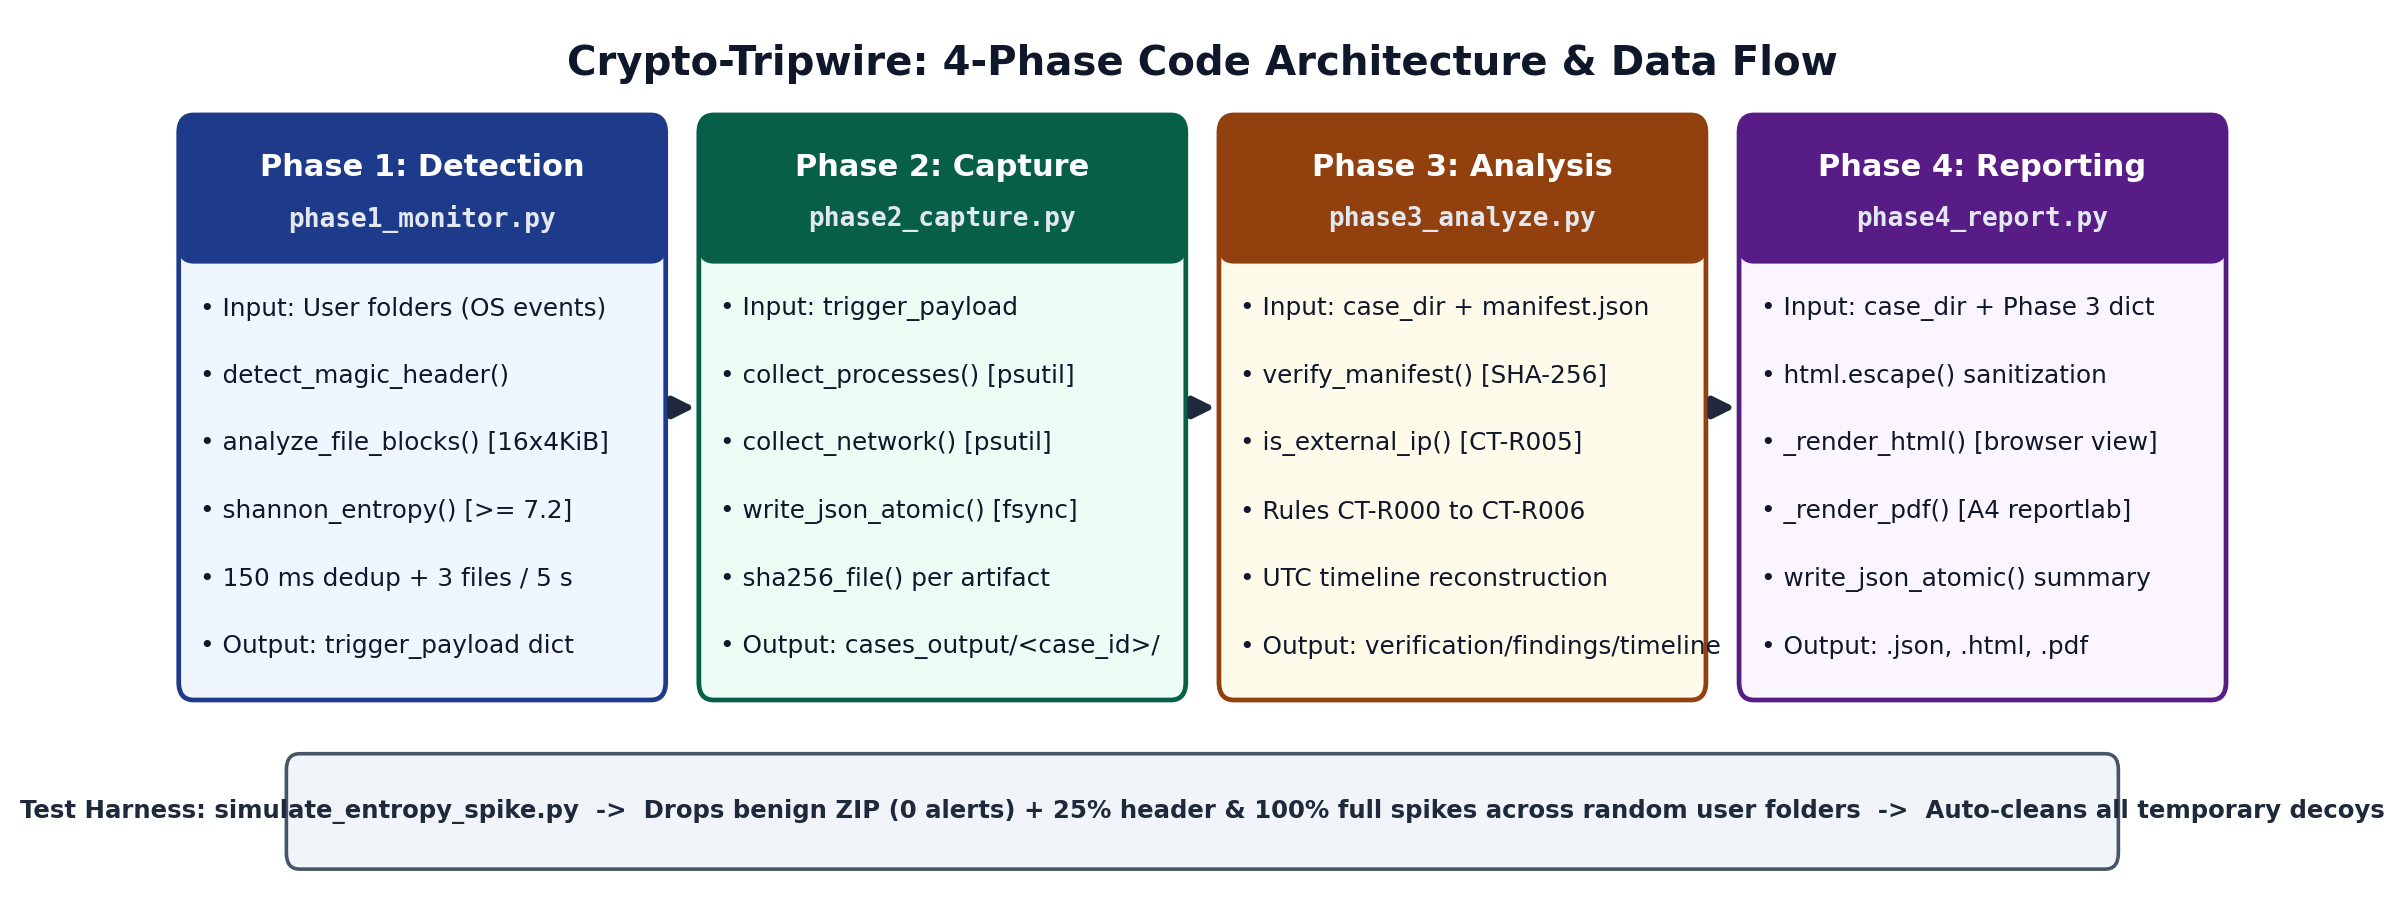 Crypto-Tripwire: 4-Phase Code Architecture & Data Flow
Phase 1: Detection
phase1_monitor.py
• Input: User folders (OS events)
• detect_magic_header()
• analyze_file_blocks() [16x4KiB]
• shannon_entropy() [>= 7.2]
• 150 ms dedup + 3 files / 5 s
• Output: trigger_payload dict
Phase 2: Capture
phase2_capture.py
• Input: trigger_payload
• collect_processes() [psutil]
• collect_network() [psutil]
• write_json_atomic() [fsync]
• sha256_file() per artifact
• Output: cases_output/<case_id>/
Phase 3: Analysis
phase3_analyze.py
• Input: case_dir + manifest.json
• verify_manifest() [SHA-256]
• is_external_ip() [CT-R005]
• Rules CT-R000 to CT-R006
• UTC timeline reconstruction
• Output: verification/findings/timeline
Phase 4: Reporting
phase4_report.py
• Input: case_dir + Phase 3 dict
• html.escape() sanitization
• _render_html() [browser view]
• _render_pdf() [A4 reportlab]
• write_json_atomic() summary
• Output: .json, .html, .pdf
Test Harness: simulate_entropy_spike.py -> Drops benign ZIP (0 alerts) + 25% header & 100% full spikes across random user folders -> Auto-cleans all temporary decoys